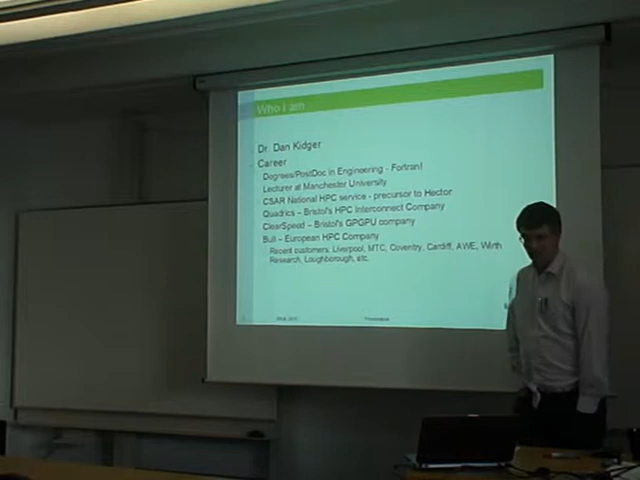 Who I am
Dr. Dan Kidger
Career
Degrees/PostDoc in Engineering - Fortran!
Lecturer at Manchester University
CSAR National HPC service - precursor to Hector
Quadrics – Bristol's HPC Interconnect Company
ClearSpeed – Bristol's GPGPU company
Bull – European HPC Company
Recent customers: Liverpool, MTC, Coventry, Cardiff, AWE, Wirth
Research, Loughborough, etc.